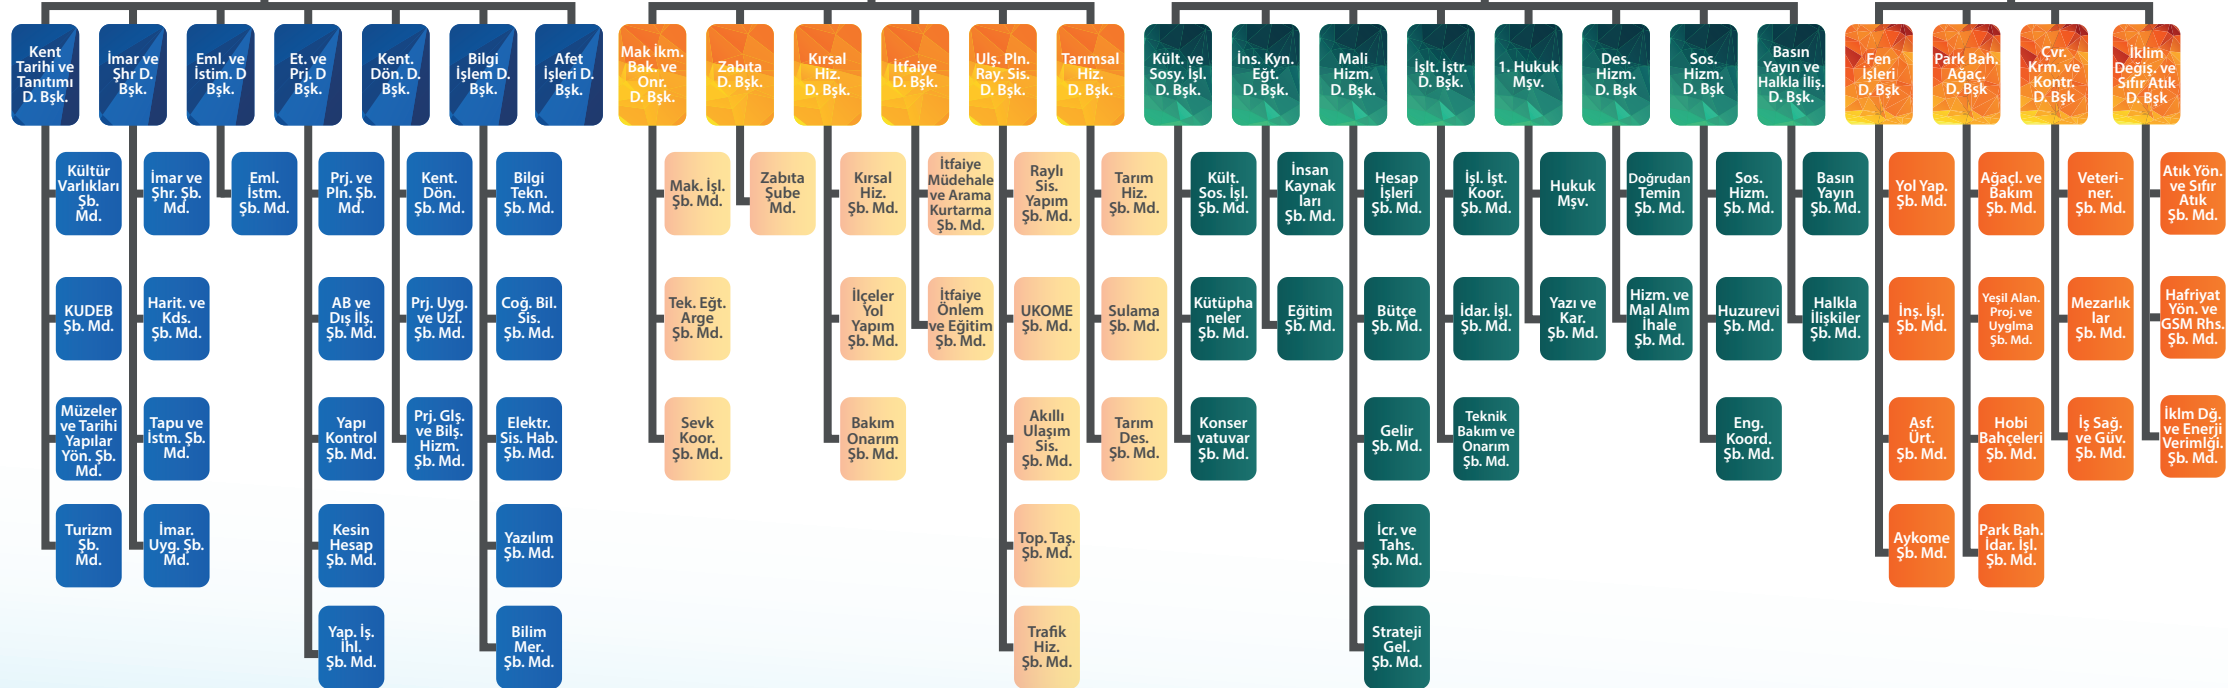 Kent
Tarihi ve
Tanıtımı
D. Bşk.
İmar ve
Şhr D.
Bşk.
Eml. ve
İstim. D
Bşk.
Et. ve
Prj. D
Bşk.
Kent.
Dön. D.
Bşk.
Bilgi
İşlem D.
Bşk.
Afet
İşleri D.
Bşk.
Mak İkm.
Bak. ve
Onr.
D. Bşk.
Zabıta
D. Bşk.
Kırsal
Hiz.
D. Bşk.
İtfaiye
D. Bşk.
Ulş. Pln.
Ray. Sis.
D. Bşk.
Tarımsal
Hiz.
D. Bşk.
Kült. ve
Sosy. İşl.
D. Bşk.
İns. Kyn.
Eğt.
D. Bşk.
Mali
Hizm.
D. Bşk.
İşlt. İştr.
D. Bşk.
1. Hukuk
Mşv.
Des.
Hizm.
D. Bşk
Sos.
Hizm.
D. Bşk
Basın
Yayın ve
Halkla İliş.
D. Bşk.
Fen
İşleri
D. Bşk
Park Bah.
Ağaç.
D. Bşk
Çvr.
Krm. ve
Kontr.
D. Bşk
İklim
Değiş. ve
Sıfır Atık
D. Bşk
Kültür
Varlıkları
Şb.
Md.
İmar ve
Şhr. Şb.
Md.
Eml.
İstm.
Şb. Md.
Prj. ve
Pln. Şb.
Md.
Kent.
Dön.
Şb. Md.
Bilgi
Tekn.
Şb. Md.
Mak. İşl.
Şb. Md.
Zabıta
Şube
Md.
Kırsal
Hiz.
Şb. Md.
İtfaiye
Müdehale
ve Arama
Kurtarma
Şb. Md.
Raylı
Sis.
Yapım
Şb. Md.
Tarım
Hiz.
Şb. Md.
Kült.
Sos. İşl.
Şb. Md.
İnsan
Kaynak
ları
Şb. Md.
Hesap
İşleri
Şb. Md.
İşl. İşt.
Koor.
Şb. Md.
Hukuk
Mşv.
Doğrudan
Temin
Şb. Md.
Sos.
Hizm.
Şb. Md.
Basın
Yayın
Şb. Md.
Yol Yap.
Şb. Md.
Ağaçl. ve
Bakım
Şb. Md.
Veteri-
ner.
Şb. Md.
Atık Yön.
ve Sıfır
Atık
Şb. Md.
KUDEB
Şb. Md.
Harit. ve
Kds.
Şb. Md.
AB ve
Dış İlş.
Şb. Md.
Prj. Uyg.
ve Uzl.
Şb. Md.
Coğ. Bil.
Sis.
Şb. Md.
Tek. Eğt.
Arge
Şb. Md.
İlçeler
Yol
Yapım
Şb. Md.
İtfaiye
Önlem
ve Eğitim
Şb. Md.
UKOME
Şb. Md.
Sulama
Şb. Md.
Kütüpha
neler
Şb. Md.
Eğitim
Şb. Md.
Bütçe
Şb. Md.
İdar. İşl.
Şb. Md.
Yazı ve
Kar.
Şb. Md.
Hizm. ve
Mal Alım
İhale
Şb. Md.
Huzurevi
Şb. Md.
Halkla
İlişkiler
Şb. Md.
İnş. İşl.
Şb. Md.
Yeşil Alan.
Proj. ve
Uyglma
Şb. Md.
Mezarlık
lar
Şb. Md.
Hafriyat
Yön. ve
GSM Rhs.
Şb. Md.
Müzeler
ve Tarihi
Yapılar
Yön. Şb.
Md.
Tapu ve
İstm. Şb.
Md.
Yapı
Kontrol
Şb. Md.
Prj. Glş.
ve Bilş.
Hizm.
Şb. Md.
Elektr.
Sis. Hab.
Şb. Md.
Sevk
Koor.
Şb. Md.
Bakım
Onarım
Şb. Md.
Akıllı
Ulaşım
Sis.
Şb. Md.
Tarım
Des.
Şb. Md.
Konser
vatuvar
Şb. Md.
Gelir
Şb. Md.
Teknik
Bakım ve
Onarım
Şb. Md.
Eng.
Koord.
Şb. Md.
Asf.
Ürt.
Şb. Md.
Hobi
Bahçeleri
Şb. Md.
İş Sağ.
ve Güv.
Şb. Md.
İklm Dğ.
ve Enerji
Verimlği.
Şb. Md.
Turizm
Şb.
Md.
İmar.
Uyg. Şb.
Md.
Kesin
Hesap
Şb. Md.
Yazılım
Şb. Md.
Top. Taş.
Şb. Md.
İcr. ve
Tahs.
Şb. Md.
Aykome
Şb. Md.
Park Bah.
İdar. İşl.
Şb. Md.
Yap. İş.
İhl.
Şb. Md.
Bilim
Mer.
Şb. Md.
Trafik
Hiz.
Şb. Md.
Strateji
Gel.
Şb. Md.